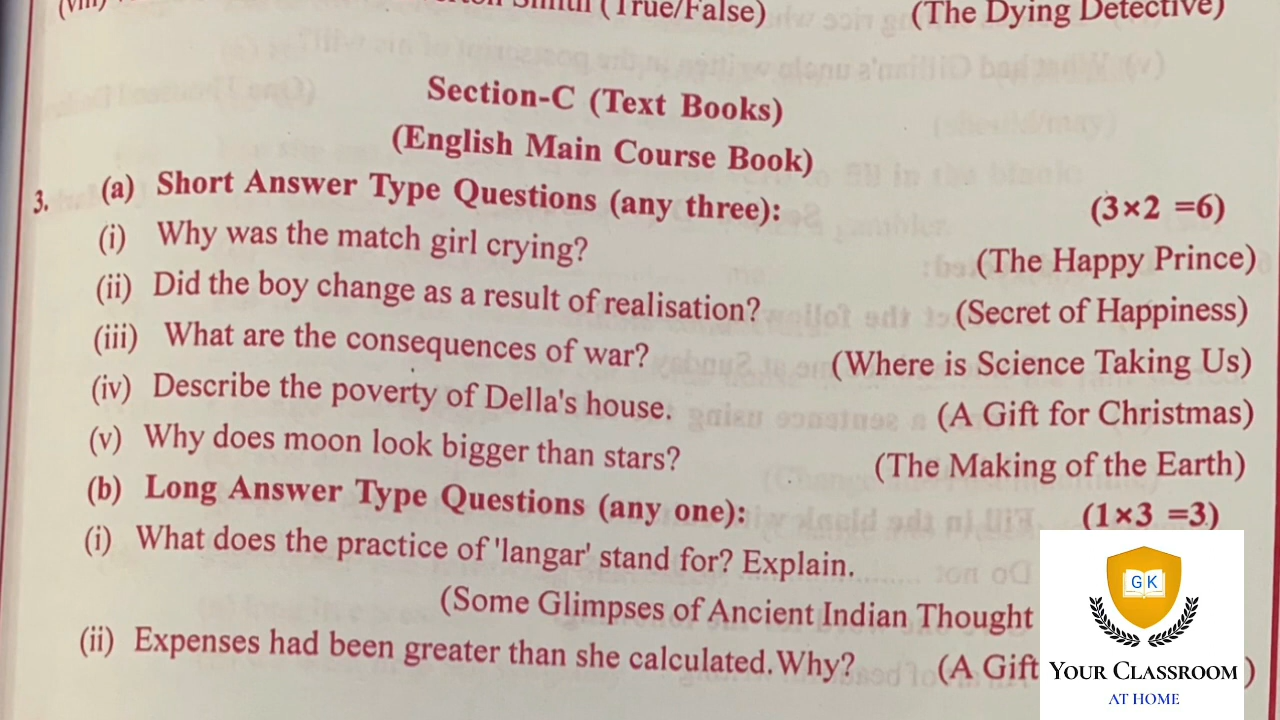 Smith (True/False) (The Dying Detective)
Section-C (Text Books)
(English Main Course Book)
3. (a) Short Answer Type Questions (any three): (3×2 =6)
(i) Why was the match girl crying? (The Happy Prince)
(ii) Did the boy change as a result of realisation? (Secret of Happiness)
(iii) What are the consequences of war? (Where is Science Taking Us)
(iv) Describe the poverty of Della's house. (A Gift for Christmas)
(v) Why does moon look bigger than stars? (The Making of the Earth)
(b) Long Answer Type Questions (any one): (1×3 =3)
(i) What does the practice of 'langar' stand for? Explain.
(Some Glimpses of Ancient Indian Thought
(ii) Expenses had been greater than she calculated. Why? (A Gift )
GK
YOUR CLASSROOM
AT HOME